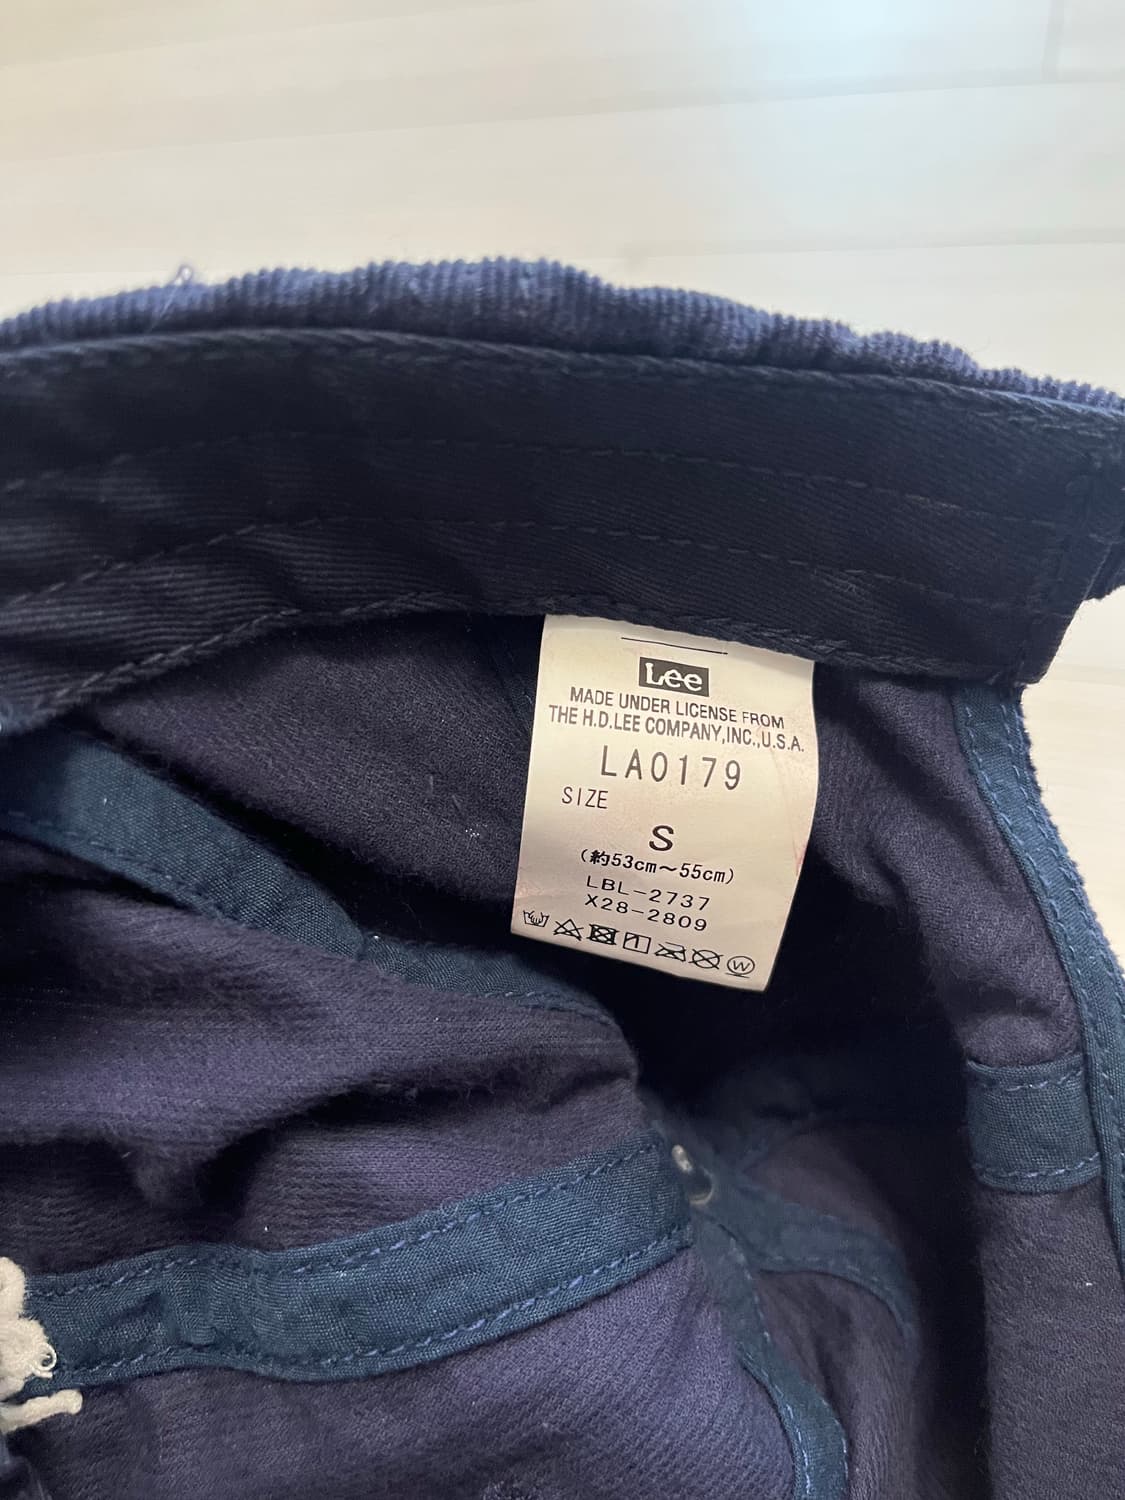 Lee
MADE UNDER LICENSE FROM
THE H.D.LEE COMPANY,INC.,U.S.A.
LA0179
SIZE
S
(約53cm～55cm)
LBL-2737
X28-2809
W